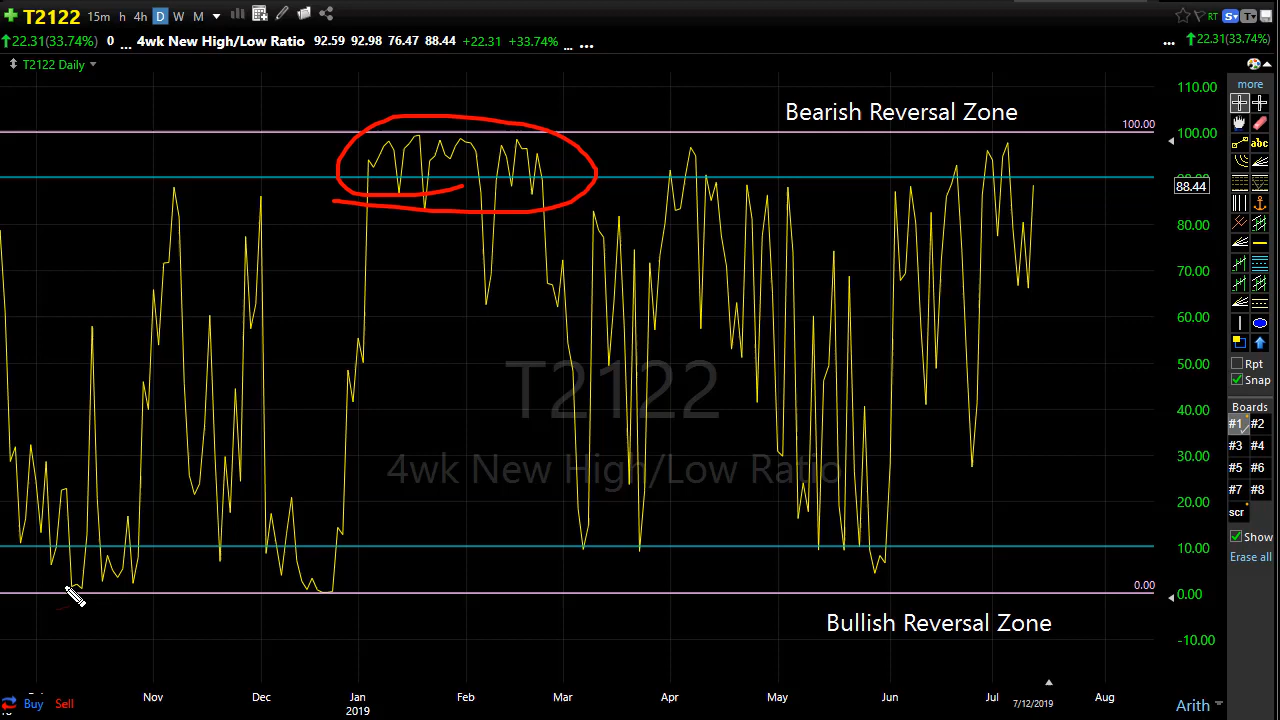 T2122 15m h 4h D W M RT S T
22.31(33.74%) 0 ... 4wk New High/Low Ratio 92.59 92.98 76.47 88.44 +22.31 +33.74% ... ... ... 22.31(33.74%)
T2122 Daily
more
110.00
Bearish Reversal Zone
100.00
100.00
abc
88.44
80.00
70.00
60.00
T2122
50.00
Rpt
Snap
40.00
Boards
#1 #2
#3 #4
4wk New High/Low Ratio
30.00
#5 #6
#7 #8
20.00
scr
Show
10.00
Erase all
0.00
0.00
Bullish Reversal Zone
-10.00
Nov Dec Jan Feb Mar Apr May Jun Jul Aug
Buy Sell
2019
7/12/2019
Arith